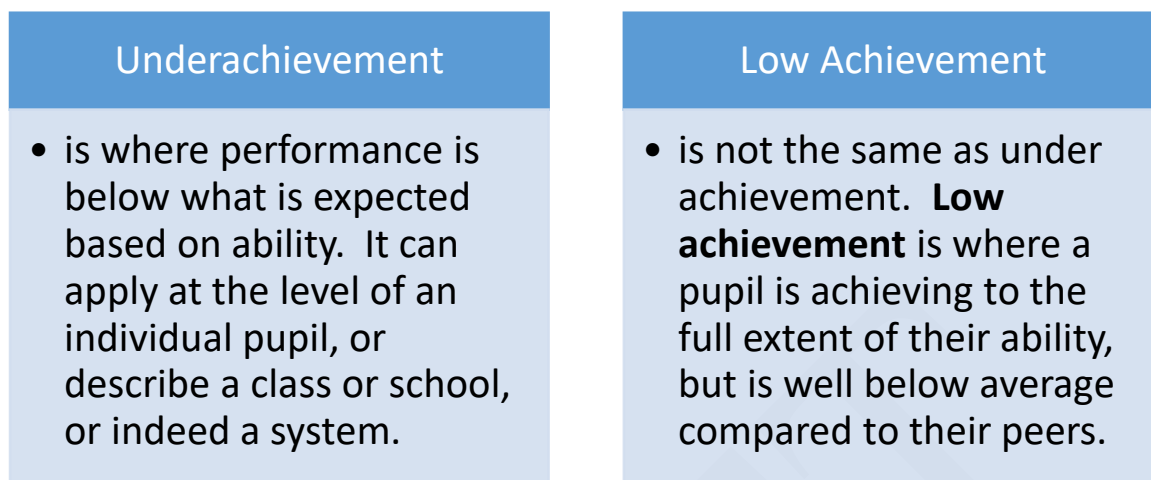 Underachievement
• is where performance is
below what is expected
based on ability.  It can
apply at the level of an
individual pupil, or
describe a class or school,
or indeed a system.
Low Achievement
• is not the same as under
achievement.  Low
achievement is where a
pupil is achieving to the
full extent of their ability,
but is well below average
compared to their peers.